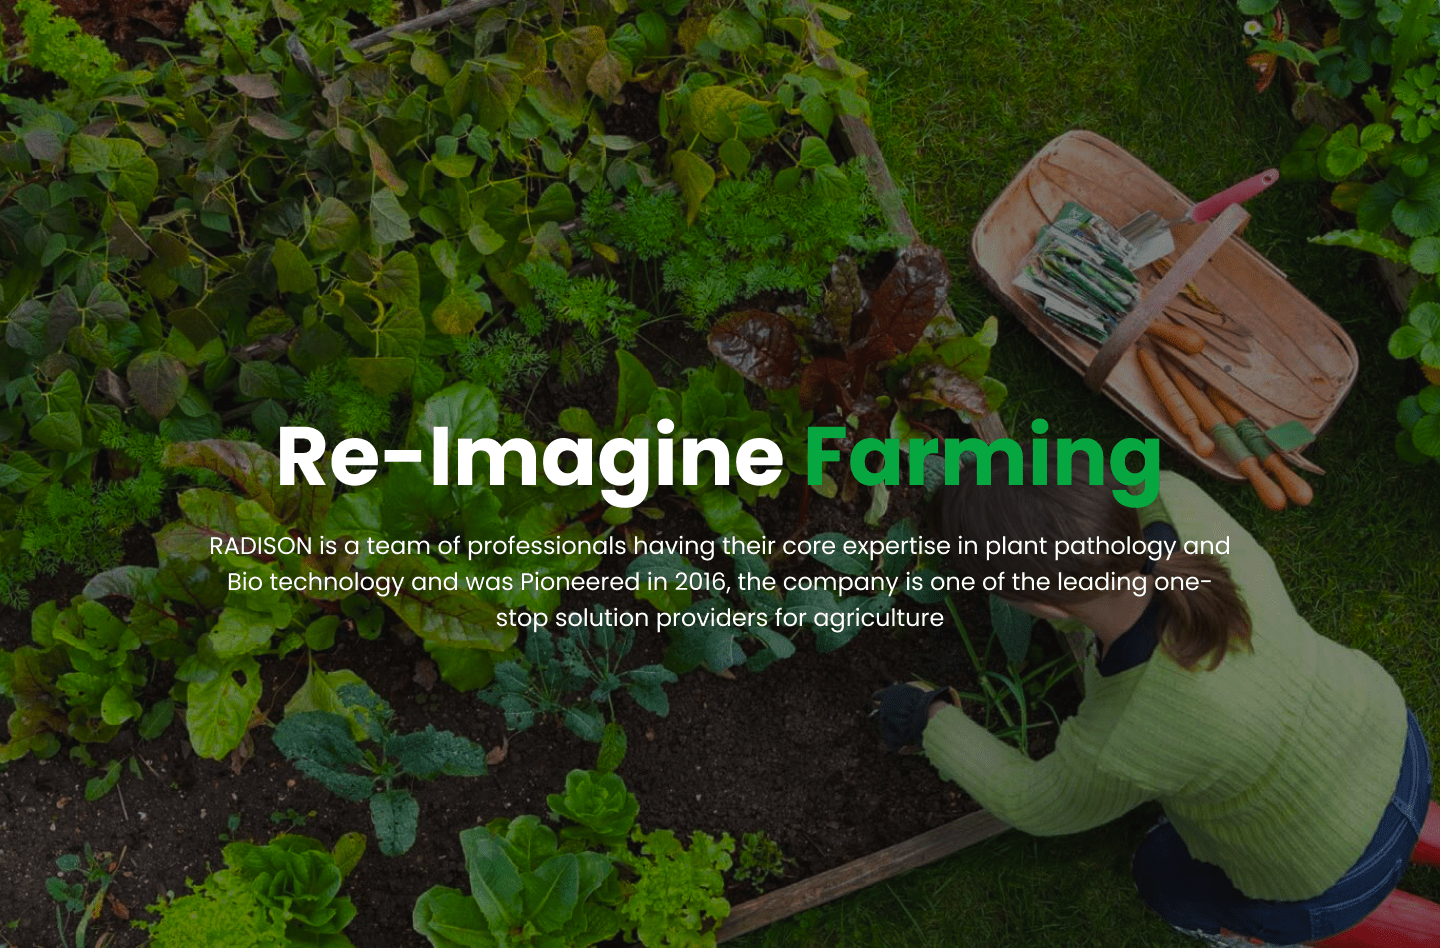 Re-Imagine Farming
RADISON is a team of professionals having their core expertise in plant pathology and
Bio technology and was Pioneered in 2016, the company is one of the leading one-
stop solution providers for agriculture